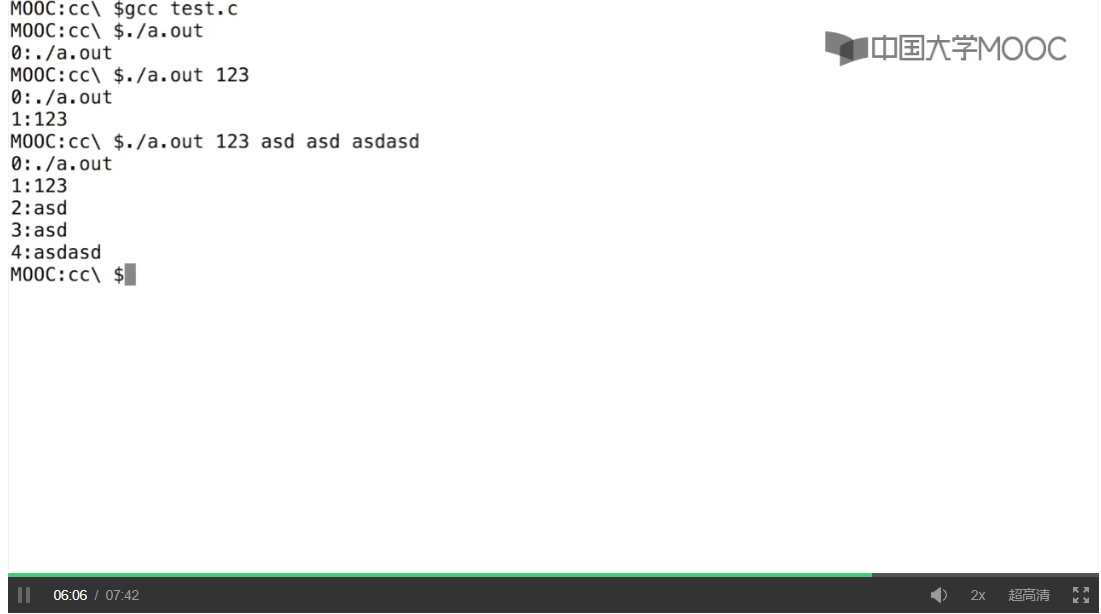 MOOC:cc\ $gcc test.c
MOOC:cc\ $./a.out
0:./a.out
MOOC:cc\ $./a.out 123
0:./a.out
1:123
MOOC:cc\ $./a.out 123 asd asd asdasd
0:./a.out
1:123
2:asd
3:asd
4:asdasd
MOOC:cc\ $
中国大学MOOC
06:06 / 07:42 2x 超高清